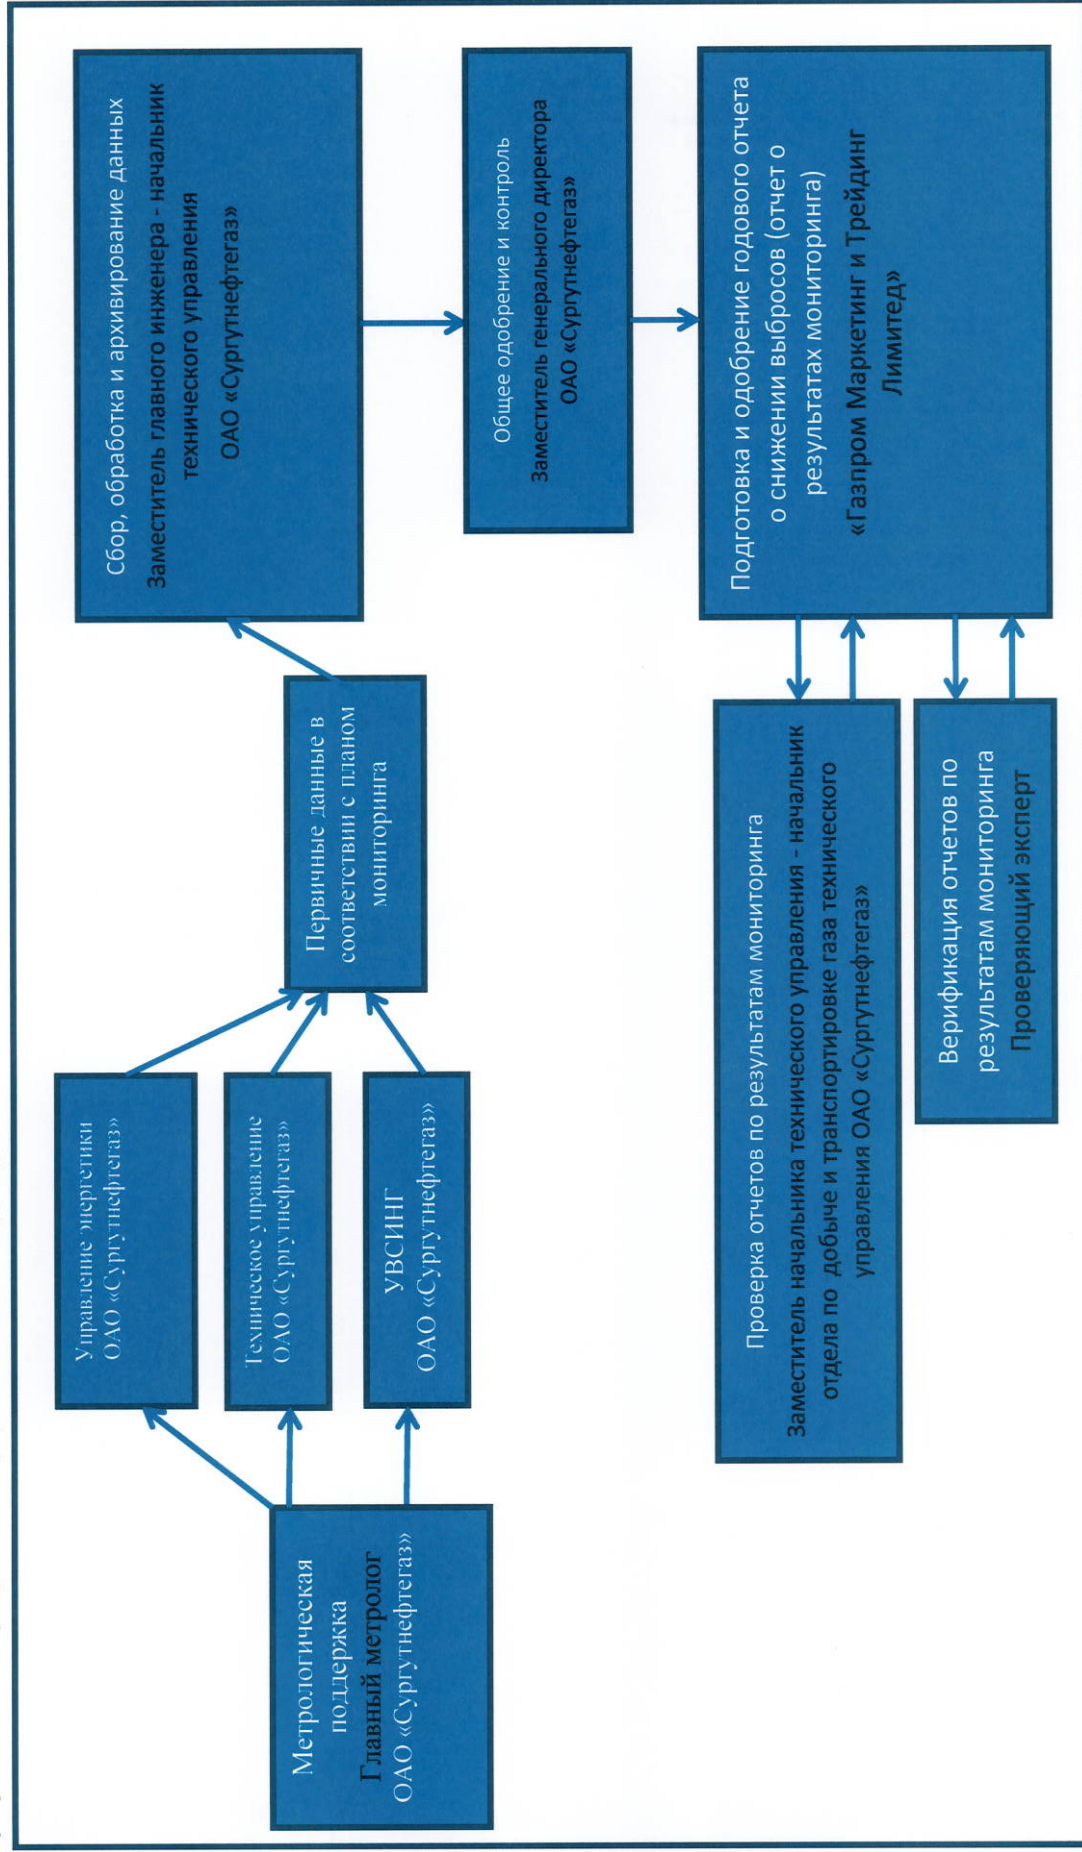 Метрологическая
поддержка
Главный метролог
ОАО «Сургутнефтегаз»
Управление энергетики
ОАО «Сургутнефтегаз»
Техническое управление
ОАО «Сургутнефтегаз»
УВСИНГ
ОАО «Сургутнефтегаз»
Первичные данные в
соответствии с планом
мониторинга
Сбор, обработка и архивирование данных
Заместитель главного инженера - начальник
технического управления
ОАО «Сургутнефтегаз»
Общее одобрение и контроль
Заместитель генерального директора
ОАО «Сургутнефтегаз»
Подготовка и одобрение годового отчета
о снижении выбросов (отчет о
результатах мониторинга)
«Газпром Маркетинг и Трейдинг
Лимитед»
Проверка отчетов по результатам мониторинга
Заместитель начальника технического управления - начальник
отдела по добыче и транспортировке газа технического
управления ОАО «Сургутнефтегаз»
Верификация отчетов по
результатам мониторинга
Проверяющий эксперт